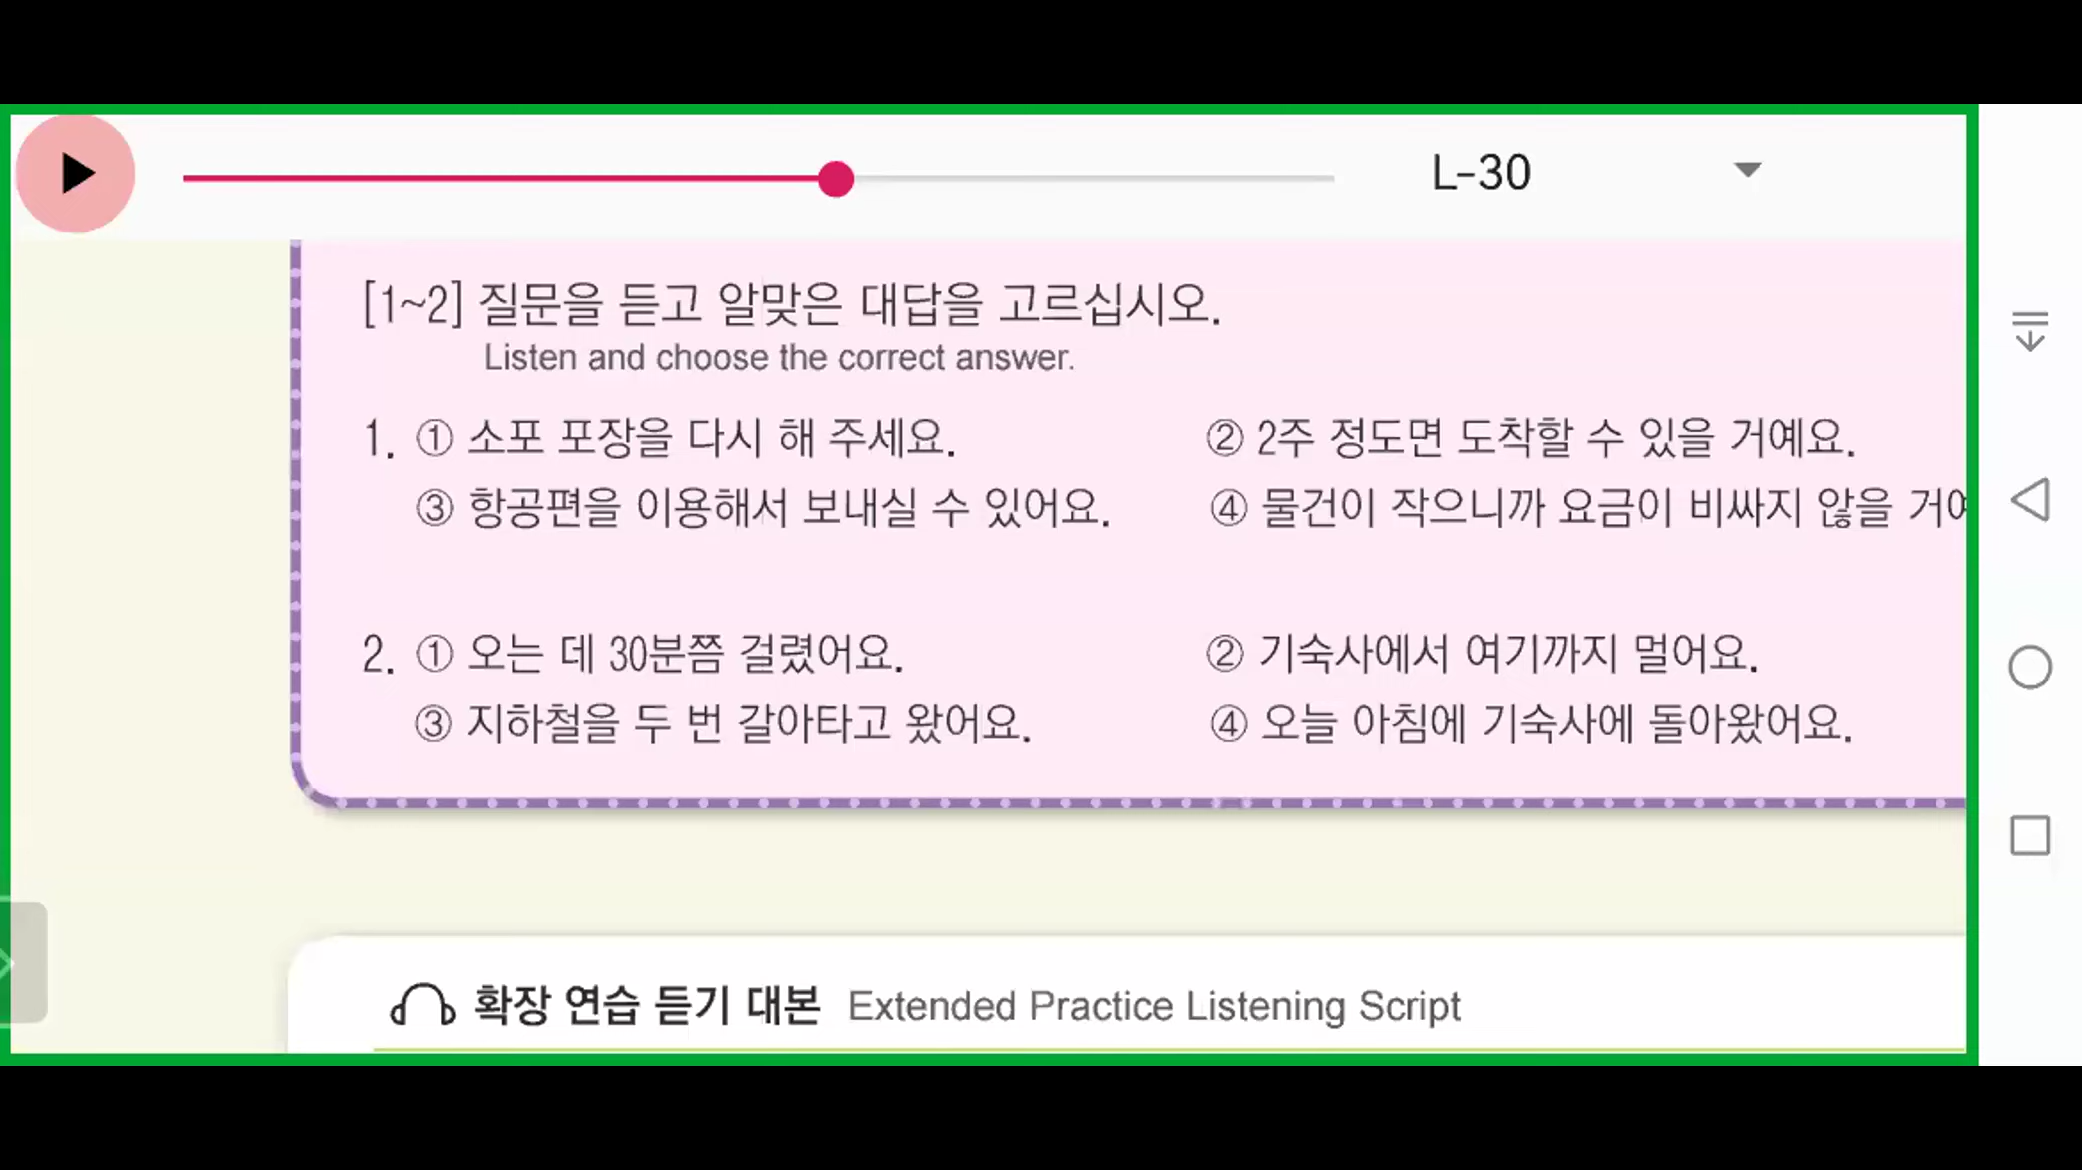 L-30
[1~2] 질문을 듣고 알맞은 대답을 고르십시오.
Listen and choose the correct answer.
1. ① 소포 포장을 다시 해 주세요. ② 2주 정도면 도착할 수 있을 거예요.
③ 항공편을 이용해서 보내실 수 있어요. ④ 물건이 작으니까 요금이 비싸지 않을
2. ① 오는 데 30분쯤 걸렸어요. ② 기숙사에서 여기까지 멀어요.
③ 지하철을 두 번 갈아타고 왔어요. ④ 오늘 아침에 기숙사에 돌아왔어요.
확장 연습 듣기 대본 Extended Practice Listening Script